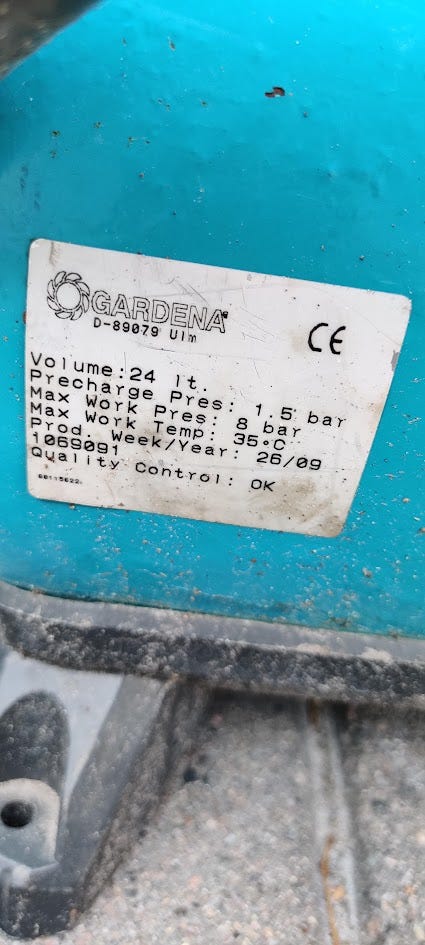 GARDENA®
D-89079 Ulm
CE
Volume:24 lt.
Precharge Pres: 1.5 bar
Max Work Pres: 8 bar
Max Work Temp: 35°C
Prod. Week/Year: 26/09
1069091
Quality Control: OK